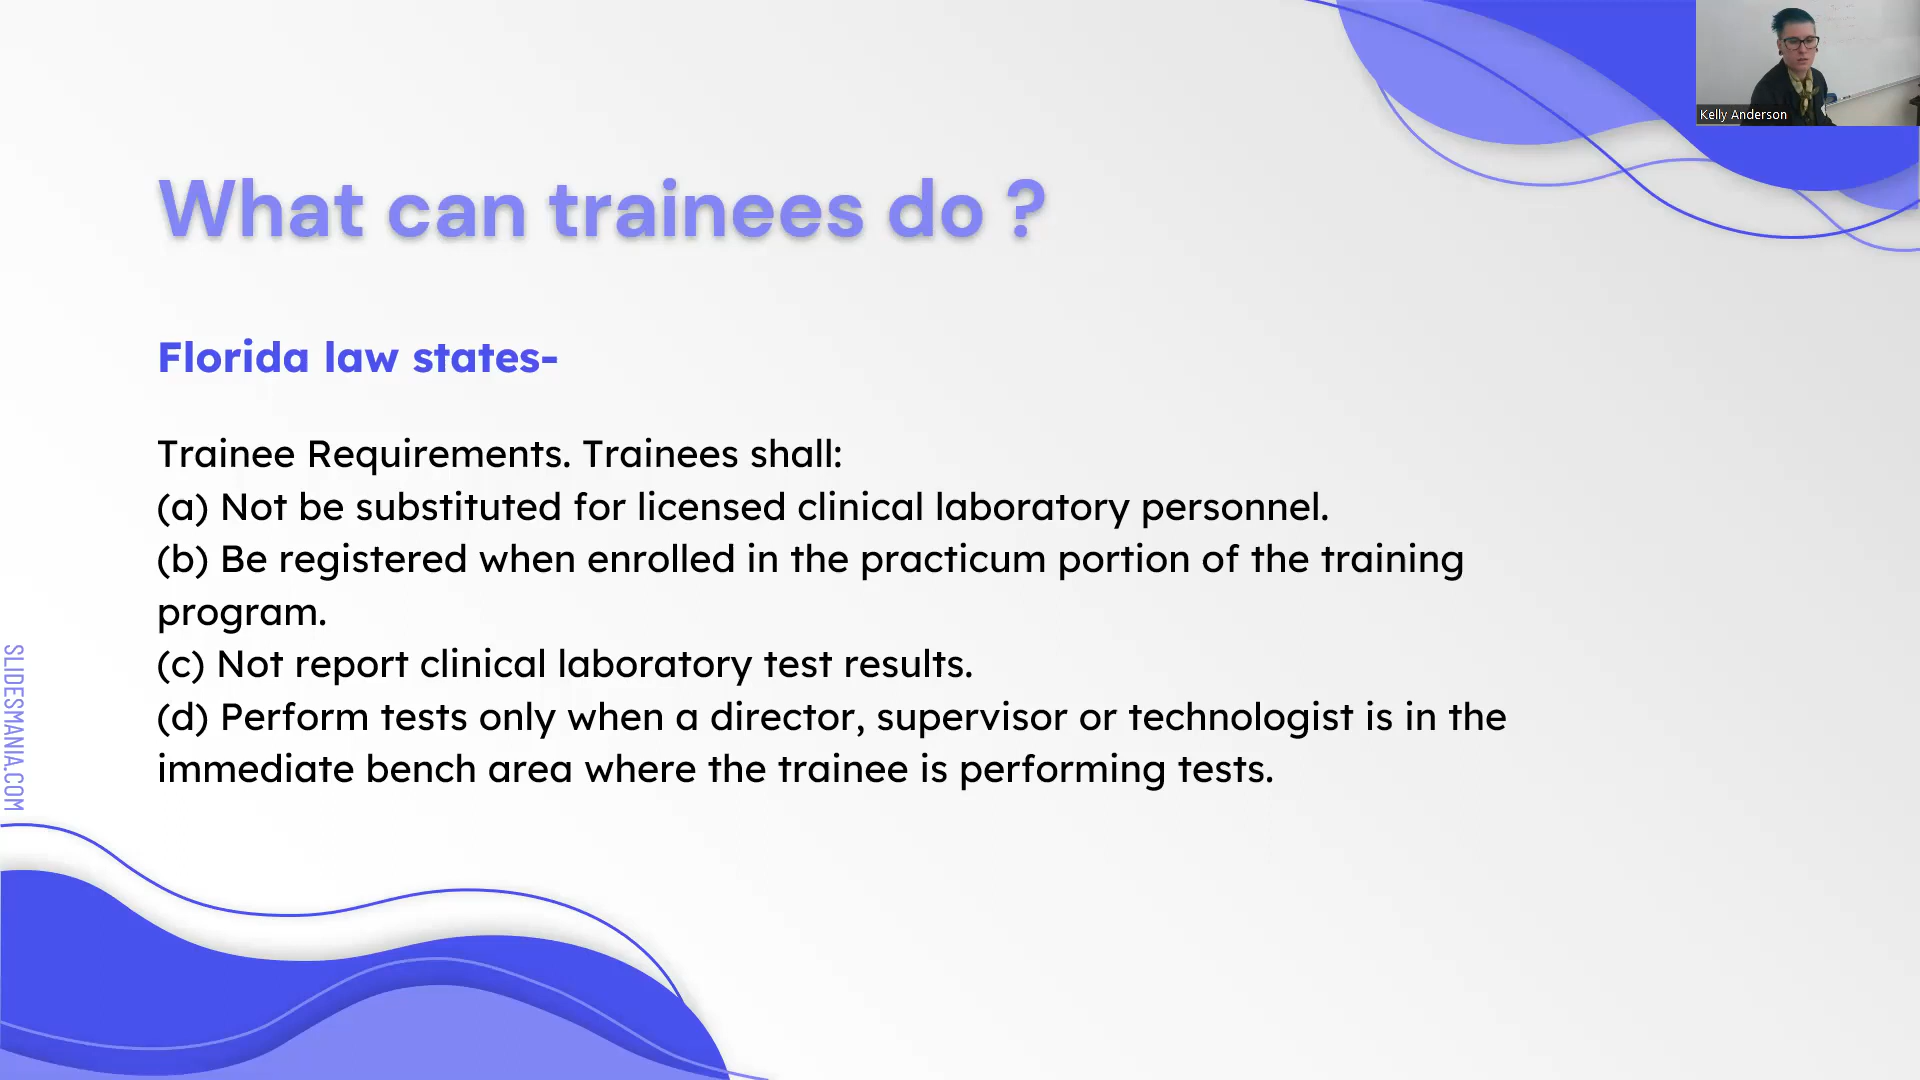 Kelly Anderson
What can trainees do ?
Florida law states-
Trainee Requirements. Trainees shall:
(a) Not be substituted for licensed clinical laboratory personnel.
(b) Be registered when enrolled in the practicum portion of the training
program.
(c) Not report clinical laboratory test results.
(d) Perform tests only when a director, supervisor or technologist is in the
immediate bench area where the trainee is performing tests.
SLIDESMANIA.COM